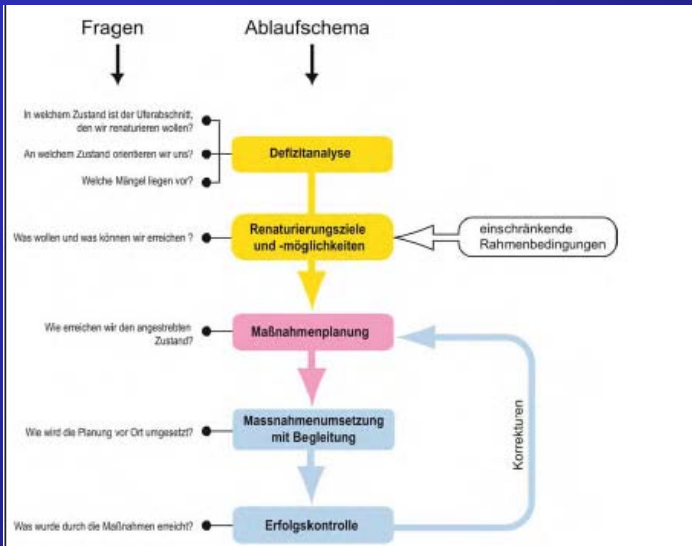 Fragen
Ablaufschema
In welchem Zustand ist der Uferabschnitt,
den wir renaturieren wollen?
An welchem Zustand orientieren wir uns?
Welche Mängel liegen vor?
Defizitanalyse
Was wollen und was können wir erreichen ?
Renaturierungsziele
und -möglichkeiten
einschränkende
Rahmenbedingungen
Wie erreichen wir den angestrebten
Zustand?
Maßnahmenplanung
Wie wird die Planung vor Ort umgesetzt?
Massnahmenumsetzung
mit Begleitung
Korrekturen
Was wurde durch die Maßnahmen erreicht?
Erfolgskontrolle